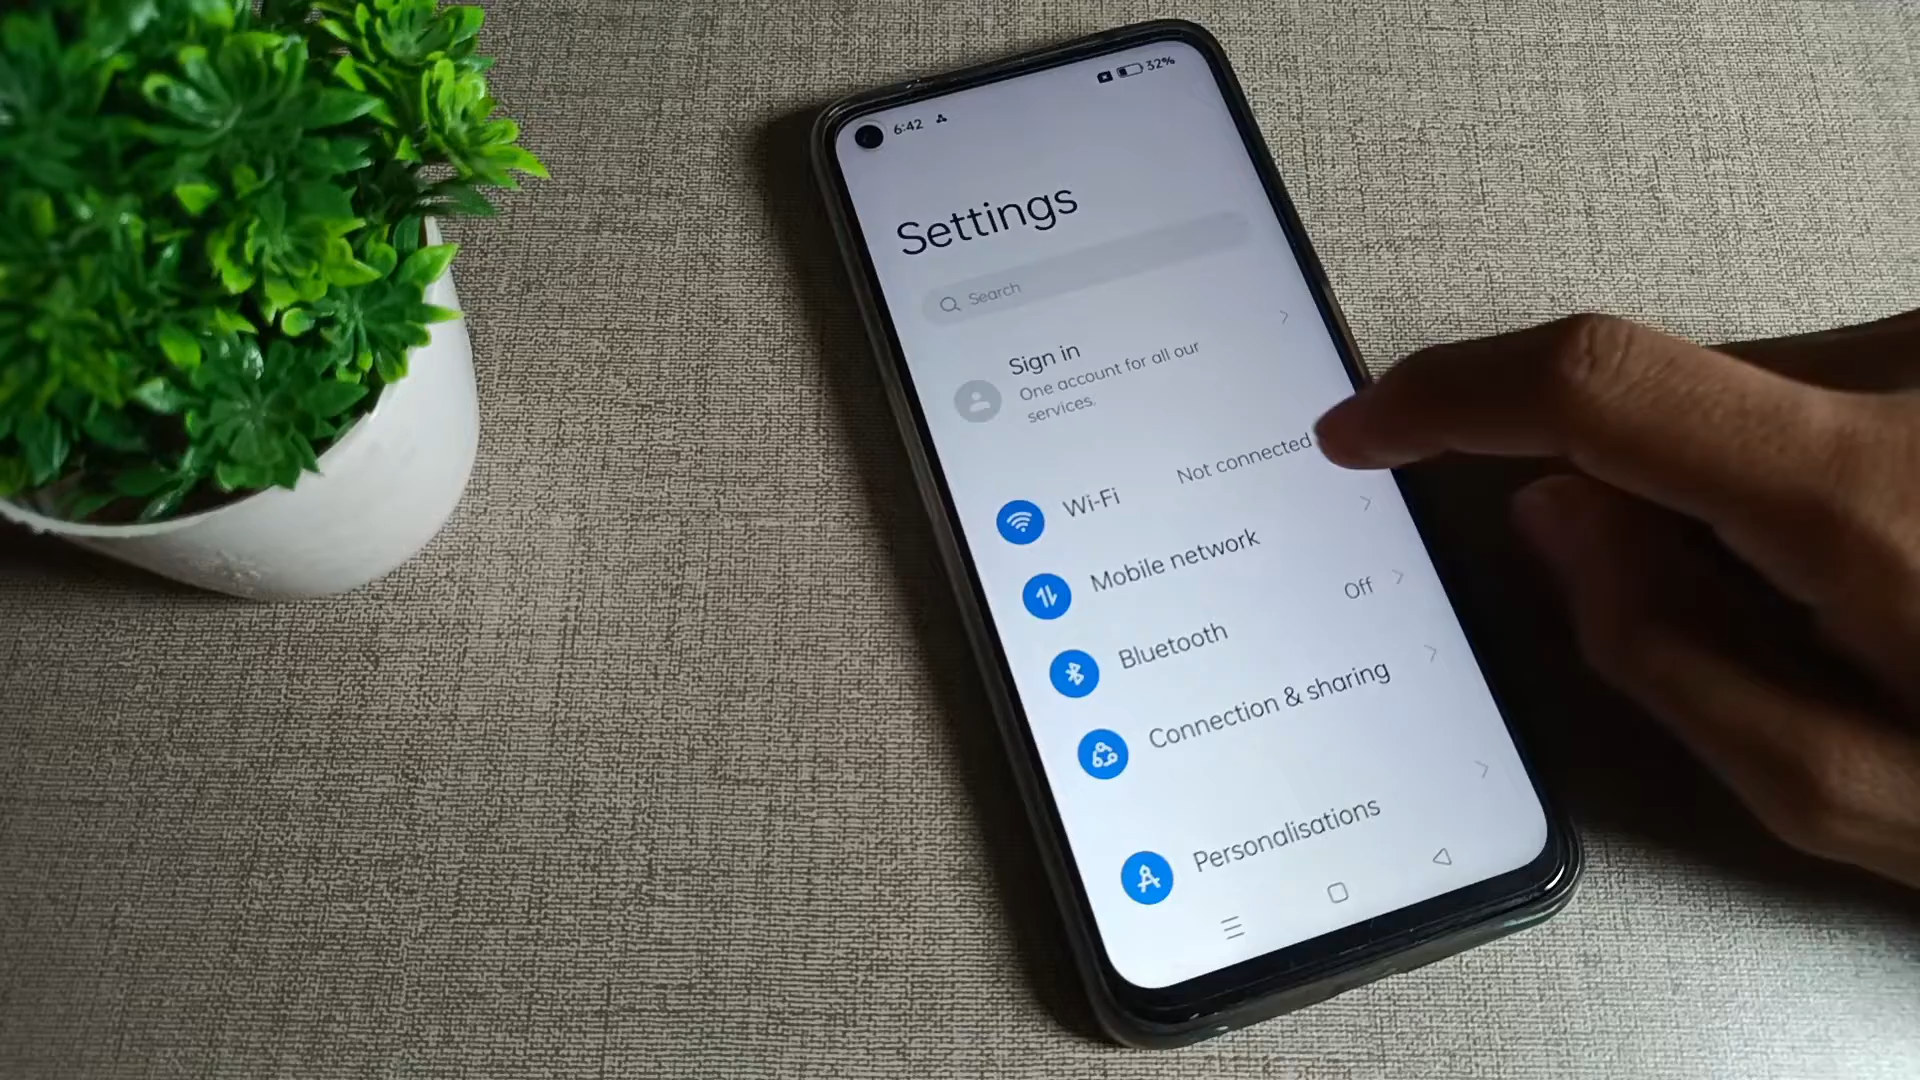 6:42
32%
Settings
Search
Sign in
One account for all our
services.
Wi-Fi
Not connected
Mobile network
Bluetooth
Off
Connection & sharing
Personalisations